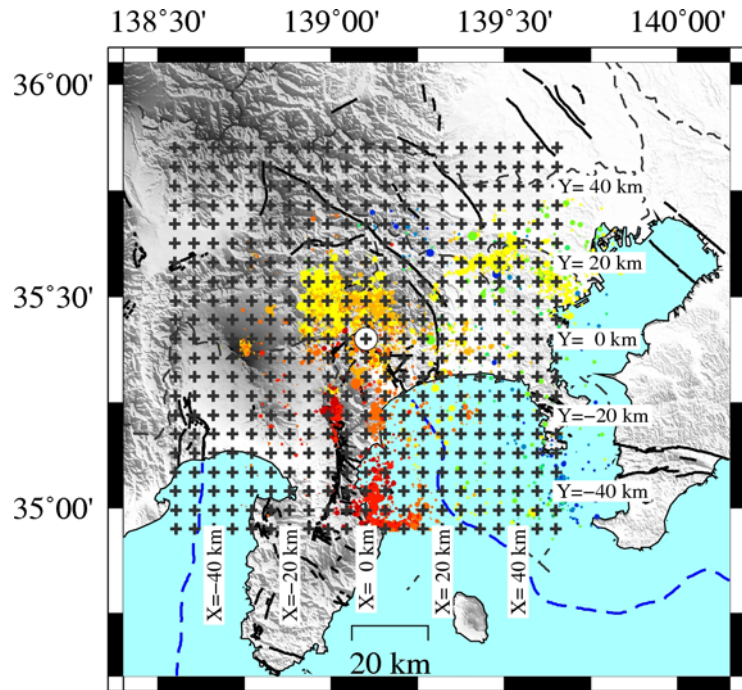 138°30' 139°00' 139°30' 140°00'
36°00'
35°30'
35°00'
Y= 40 km
Y= 20 km
Y= 0 km
Y=−20 km
Y=−40 km
X=−40 km
X=−20 km
X= 0 km
X= 20 km
X= 40 km
20 km